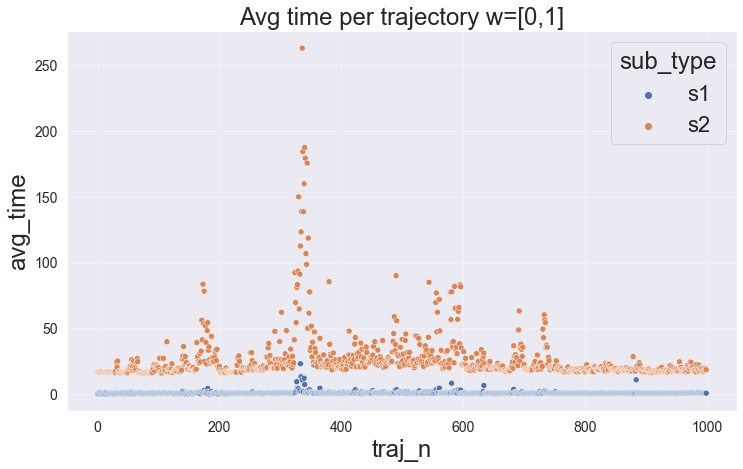 Avg time per trajectory w=[0,1]
sub_type
s1
s2
avg_time
250
200
150
100
50
0
0 200 400 600 800 1000
traj_n